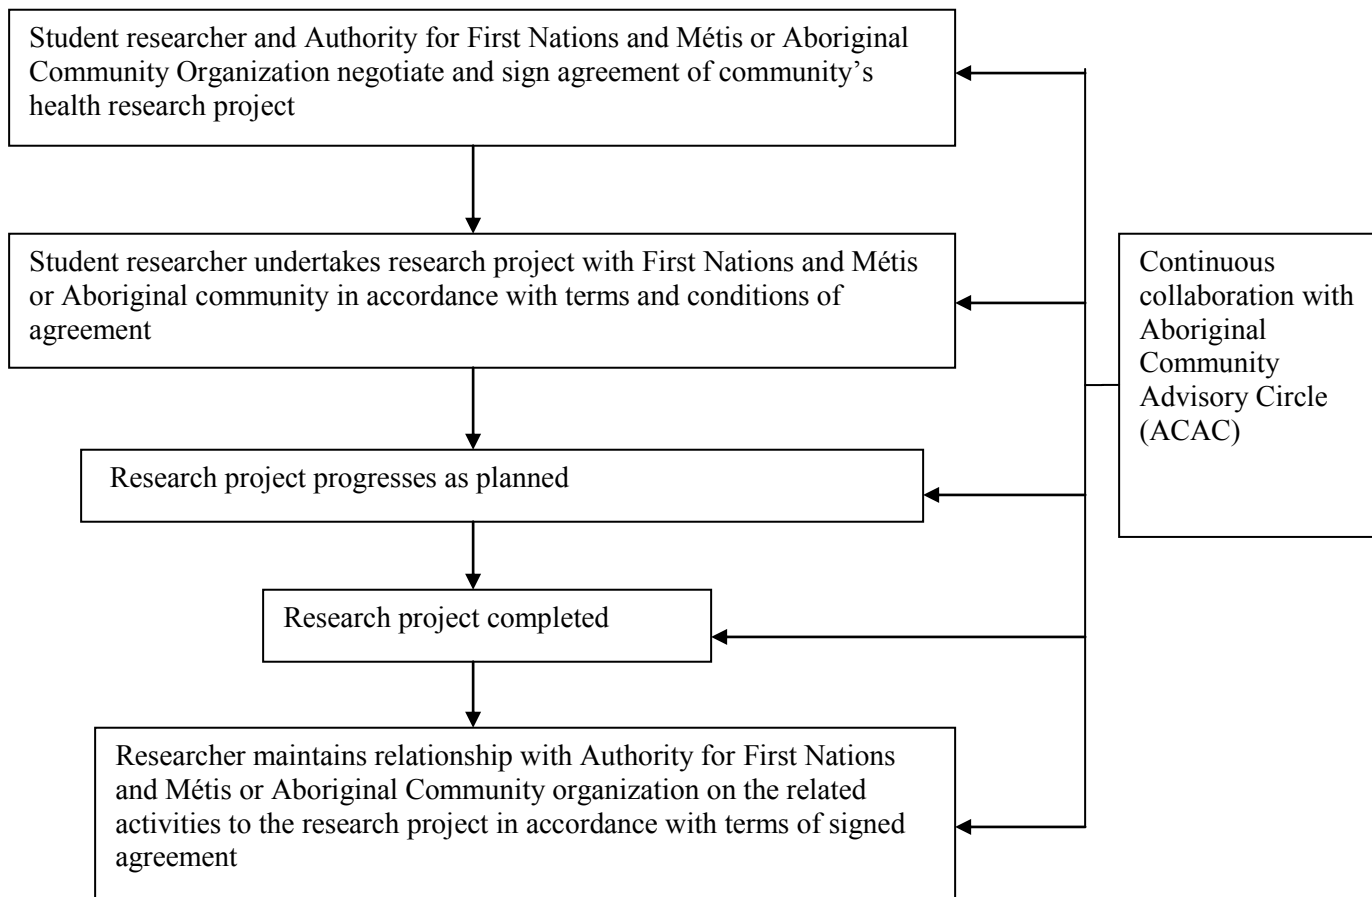 Student researcher and Authority for First Nations and Métis or Aboriginal
Community Organization negotiate and sign agreement of community’s
health research project
Student researcher undertakes research project with First Nations and Métis
or Aboriginal community in accordance with terms and conditions of
agreement
Research project progresses as planned
Research project completed
Researcher maintains relationship with Authority for First Nations
and Métis or Aboriginal Community organization on the related
activities to the research project in accordance with terms of signed
agreement
Continuous
collaboration with
Aboriginal
Community
Advisory Circle
(ACAC)